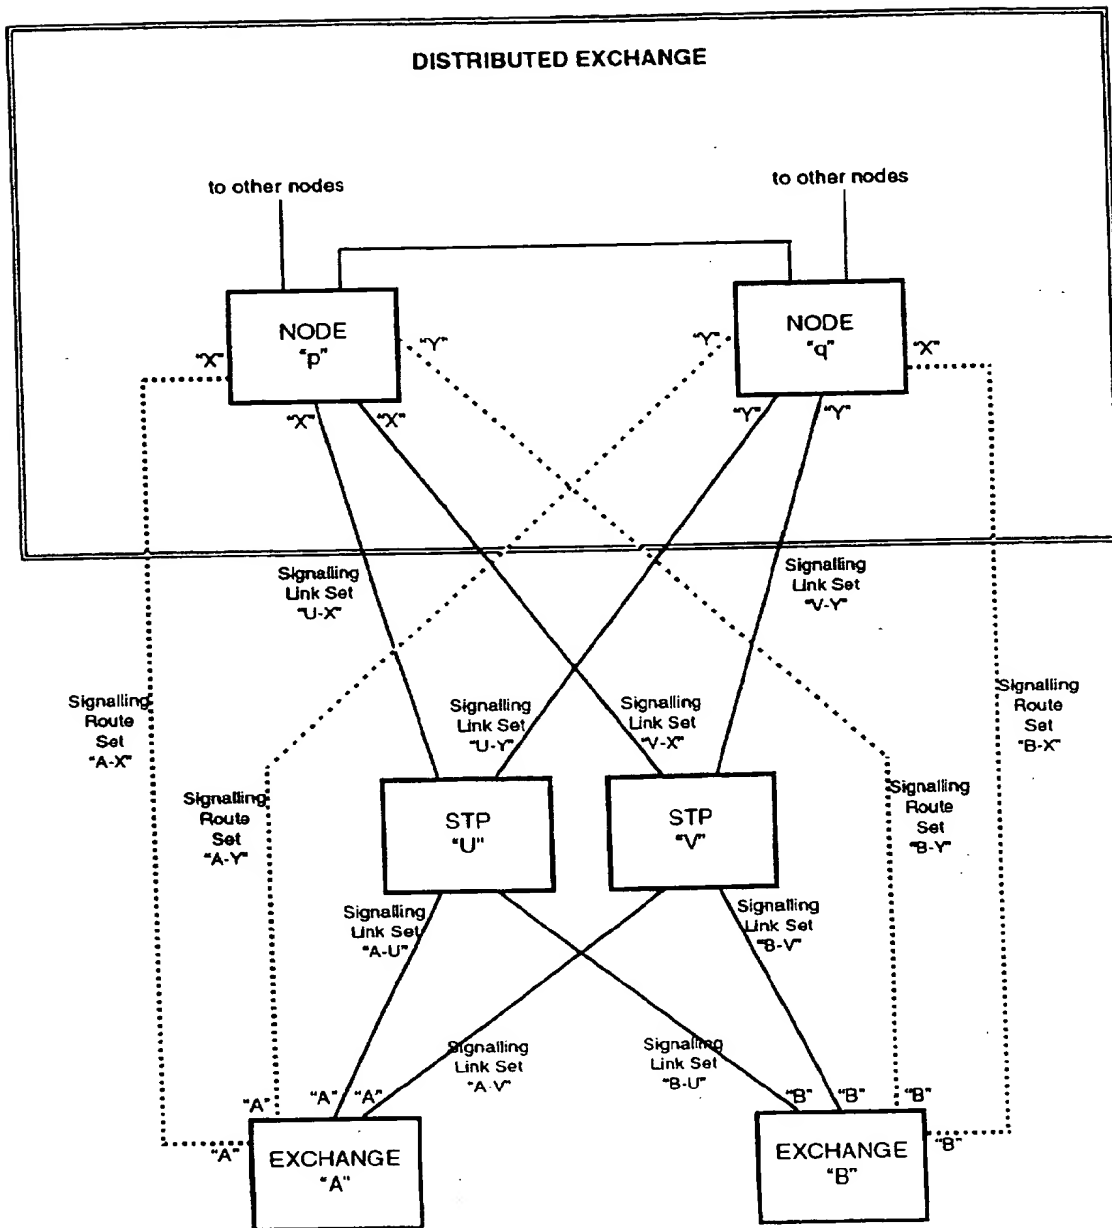 DISTRIBUTED EXCHANGE
to other nodes
to other nodes
NODE
"p"
NODE
"q"
"X"
"Y"
"Y"
"X"
"X"
"X"
"Y"
"Y"
Signalling
Link Set
"U-X"
Signalling
Link Set
"V-Y"
Signalling
Route
Set
"A-X"
Signalling
Link Set
"U-Y"
Signalling
Link Set
"V-X"
Signalling
Route
Set
"B-X"
Signalling
Route
Set
"A-Y"
STP
"U"
STP
"V"
Signalling
Route
Set
"B-Y"
Signalling
Link Set
"A-U"
Signalling
Link Set
"B-V"
Signalling
Link Set
"A-V"
Signalling
Link Set
"B-U"
"A"
"A"
"A"
"B"
"B"
"B"
"A"
"B"
EXCHANGE
"A"
EXCHANGE
"B"